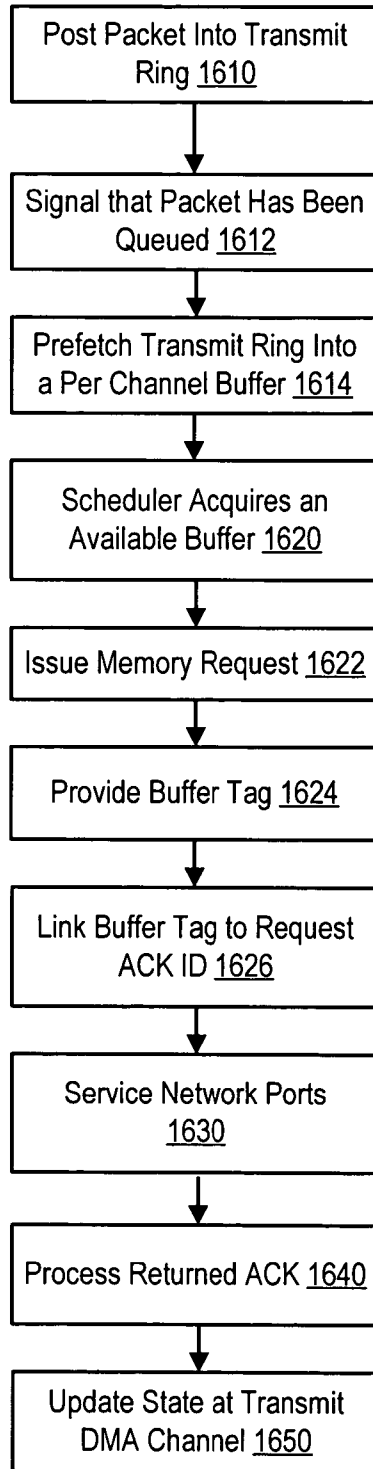 Post Packet Into Transmit
Ring 1610
Signal that Packet Has Been
Queued 1612
Prefetch Transmit Ring Into
a Per Channel Buffer 1614
Scheduler Acquires an
Available Buffer 1620
Issue Memory Request 1622
Provide Buffer Tag 1624
Link Buffer Tag to Request
ACK ID 1626
Service Network Ports
1630
Process Returned ACK 1640
Update State at Transmit
DMA Channel 1650